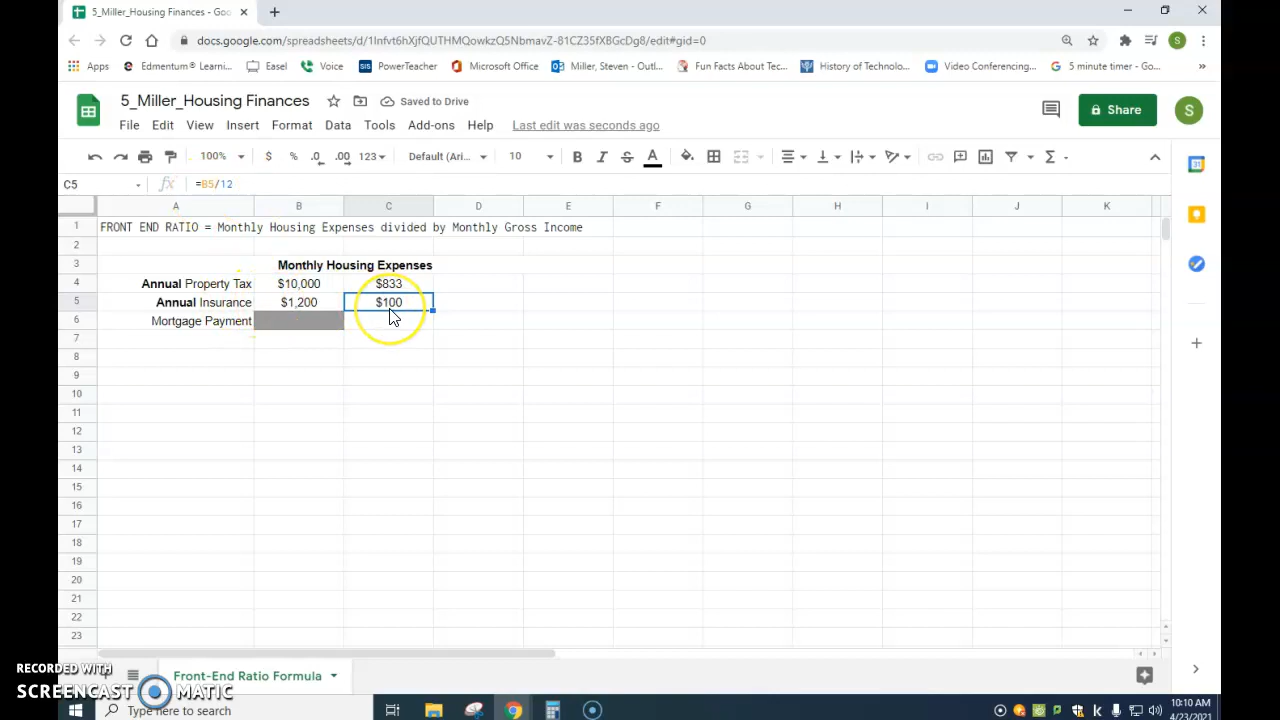 5_Miller_Housing Finances - Goo
docs.google.com/spreadsheets/d/1lnfvt6hXjfQUTHMQowkzQ5NbmavZ-81CZ35fXBGcDg8/edit#gid=0
Apps Edmentum® Learni... Easel Voice SIS PowerTeacher Microsoft Office Miller, Steven - Outl... Fun Facts About Tec... History of Technolo... Video Conferencing,... 5 minute timer - Go... »
5_Miller_Housing Finances Saved to Drive
File Edit View Insert Format Data Tools Add-ons Help Last edit was seconds ago
Share S
100% $ % .0 .00 123 Default (Ari... 10 B I S A Σ
C5 fx =B5/12
A B C D E F G H I J K
1 FRONT END RATIO = Monthly Housing Expenses divided by Monthly Gross Income
2
3 Monthly Housing Expenses
4 Annual Property Tax $10,000 $833
5 Annual Insurance $1,200 $100
6 Mortgage Payment
7
8
9
10
11
12
13
14
15
16
17
18
19
20
21
22
23
Front-End Ratio Formula
RECORDED WITH
SCREENCAST MATIC
Type here to search
10:10 AM
4/23/2021